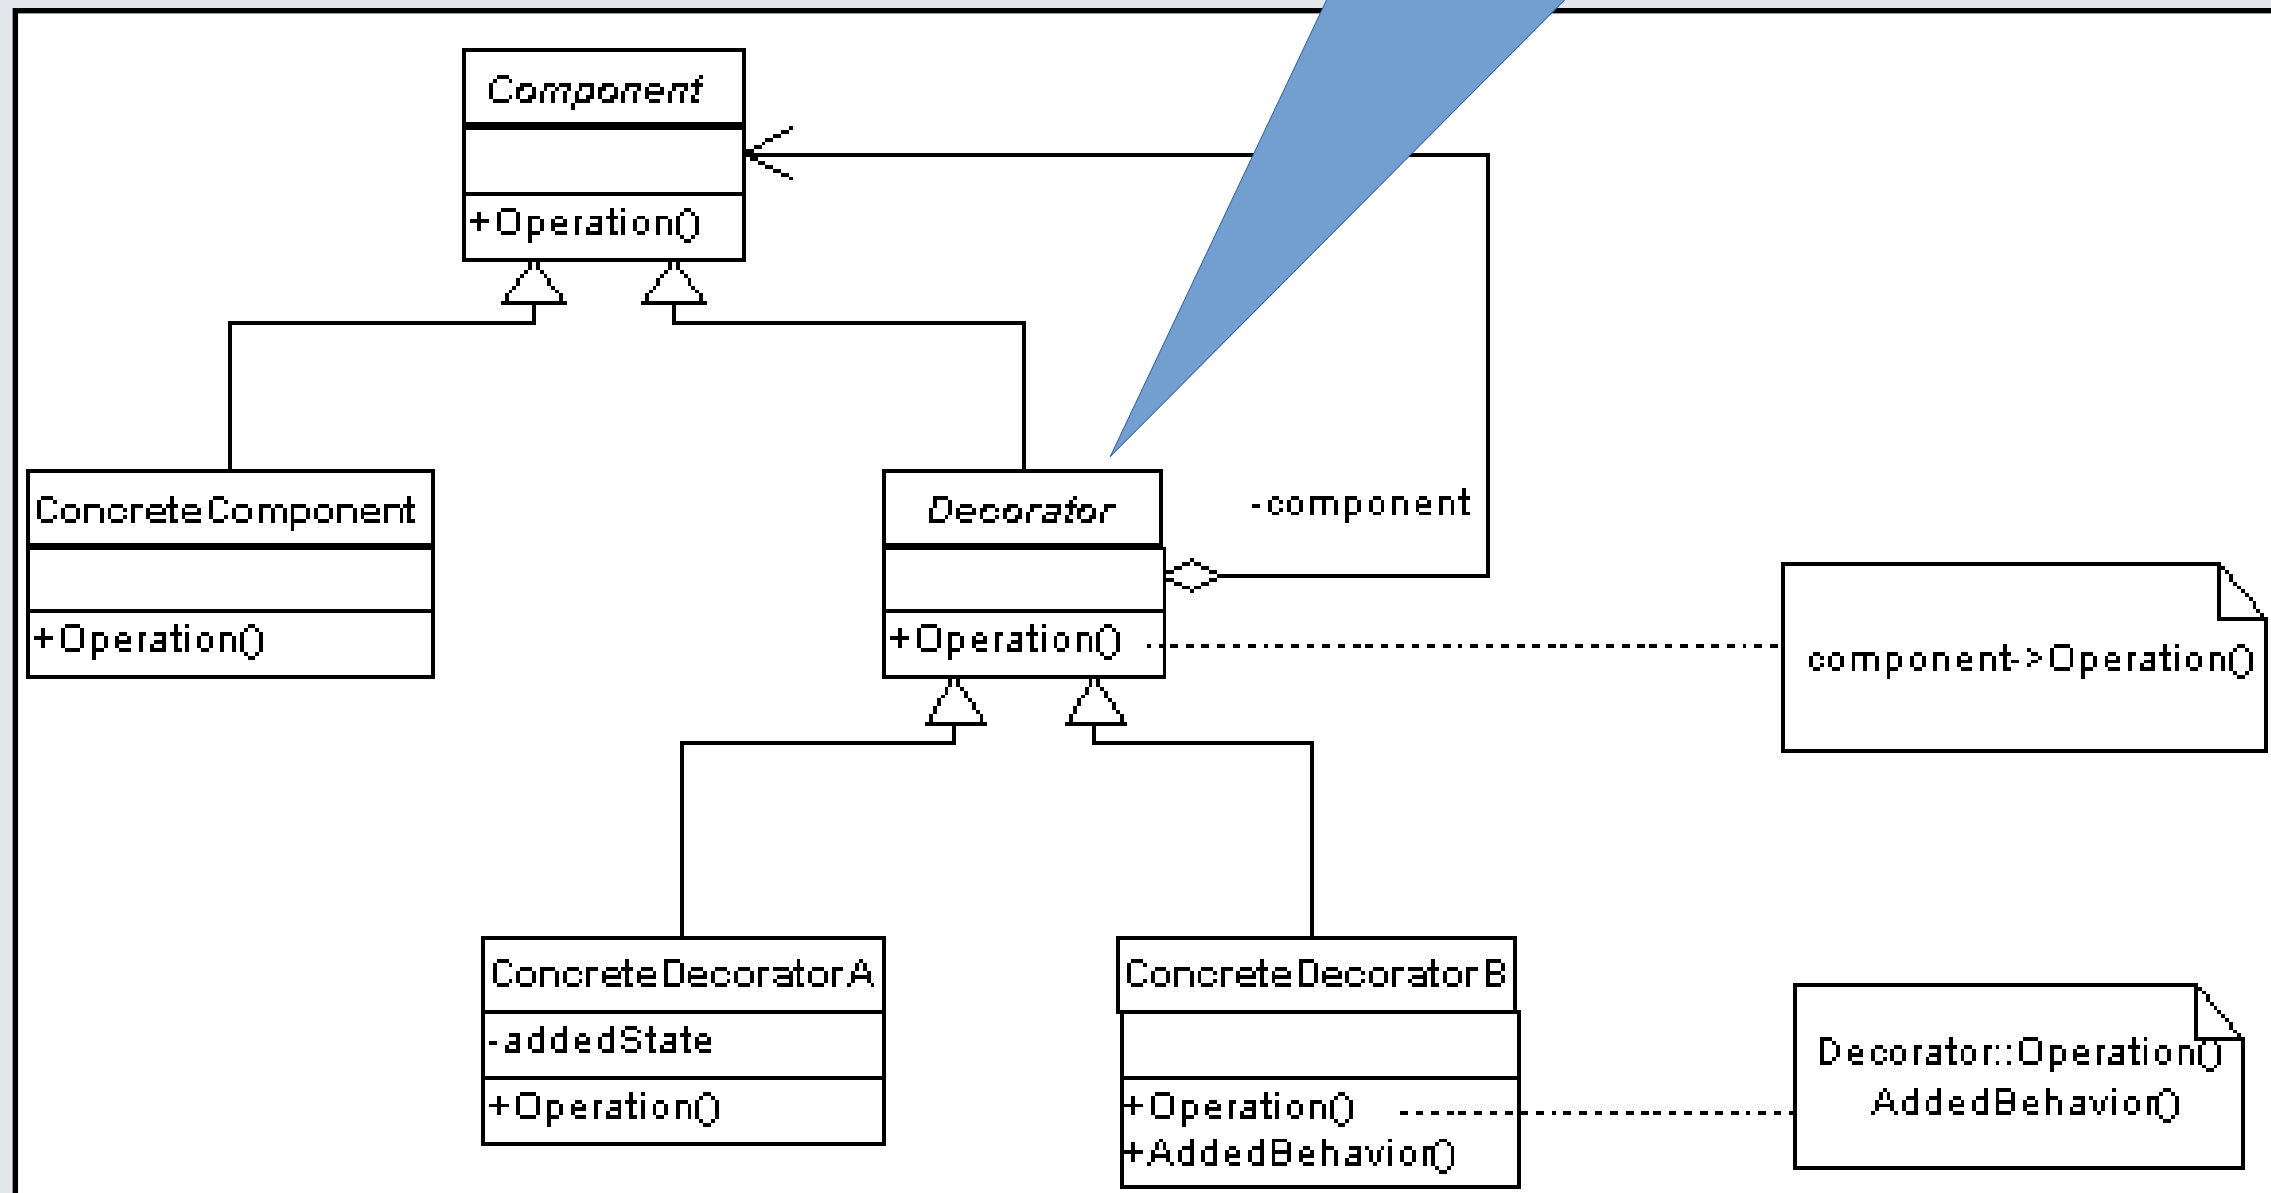 Component
+Operation()
ConcreteComponent
+Operation()
Decorator
+Operation()
-component
component->Operation()
ConcreteDecoratorA
-addedState
+Operation()
ConcreteDecoratorB
+Operation()
+AddedBehavior()
Decorator::Operation()
AddedBehavior()